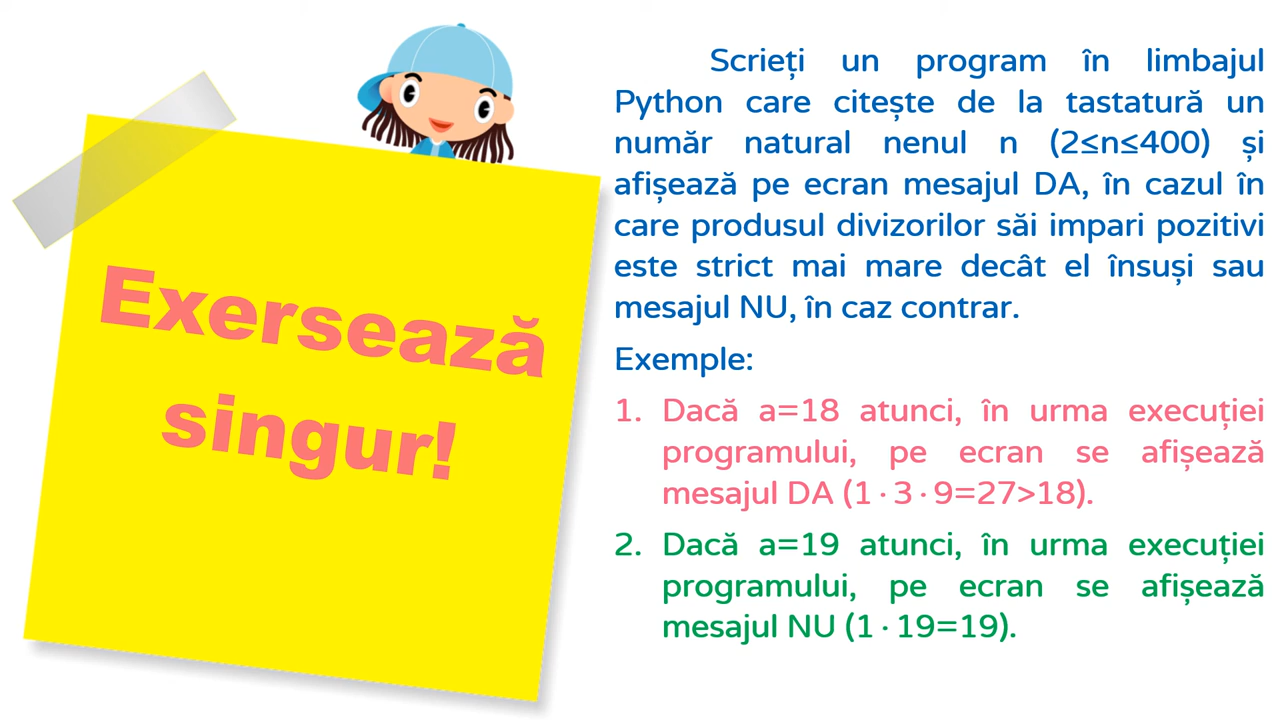 Exersează
singur!
Scrieți un program în limbajul
Python care citește de la tastatură un
număr natural nenul n (2≤n≤400) și
afișează pe ecran mesajul DA, în cazul în
care produsul divizorilor săi impari pozitivi
este strict mai mare decât el însuși sau
mesajul NU, în caz contrar.
Exemple:
1. Dacă a=18 atunci, în urma execuției
programului, pe ecran se afișează
mesajul DA (1·3·9=27>18).
2. Dacă a=19 atunci, în urma execuției
programului, pe ecran se afișează
mesajul NU (1·19=19).